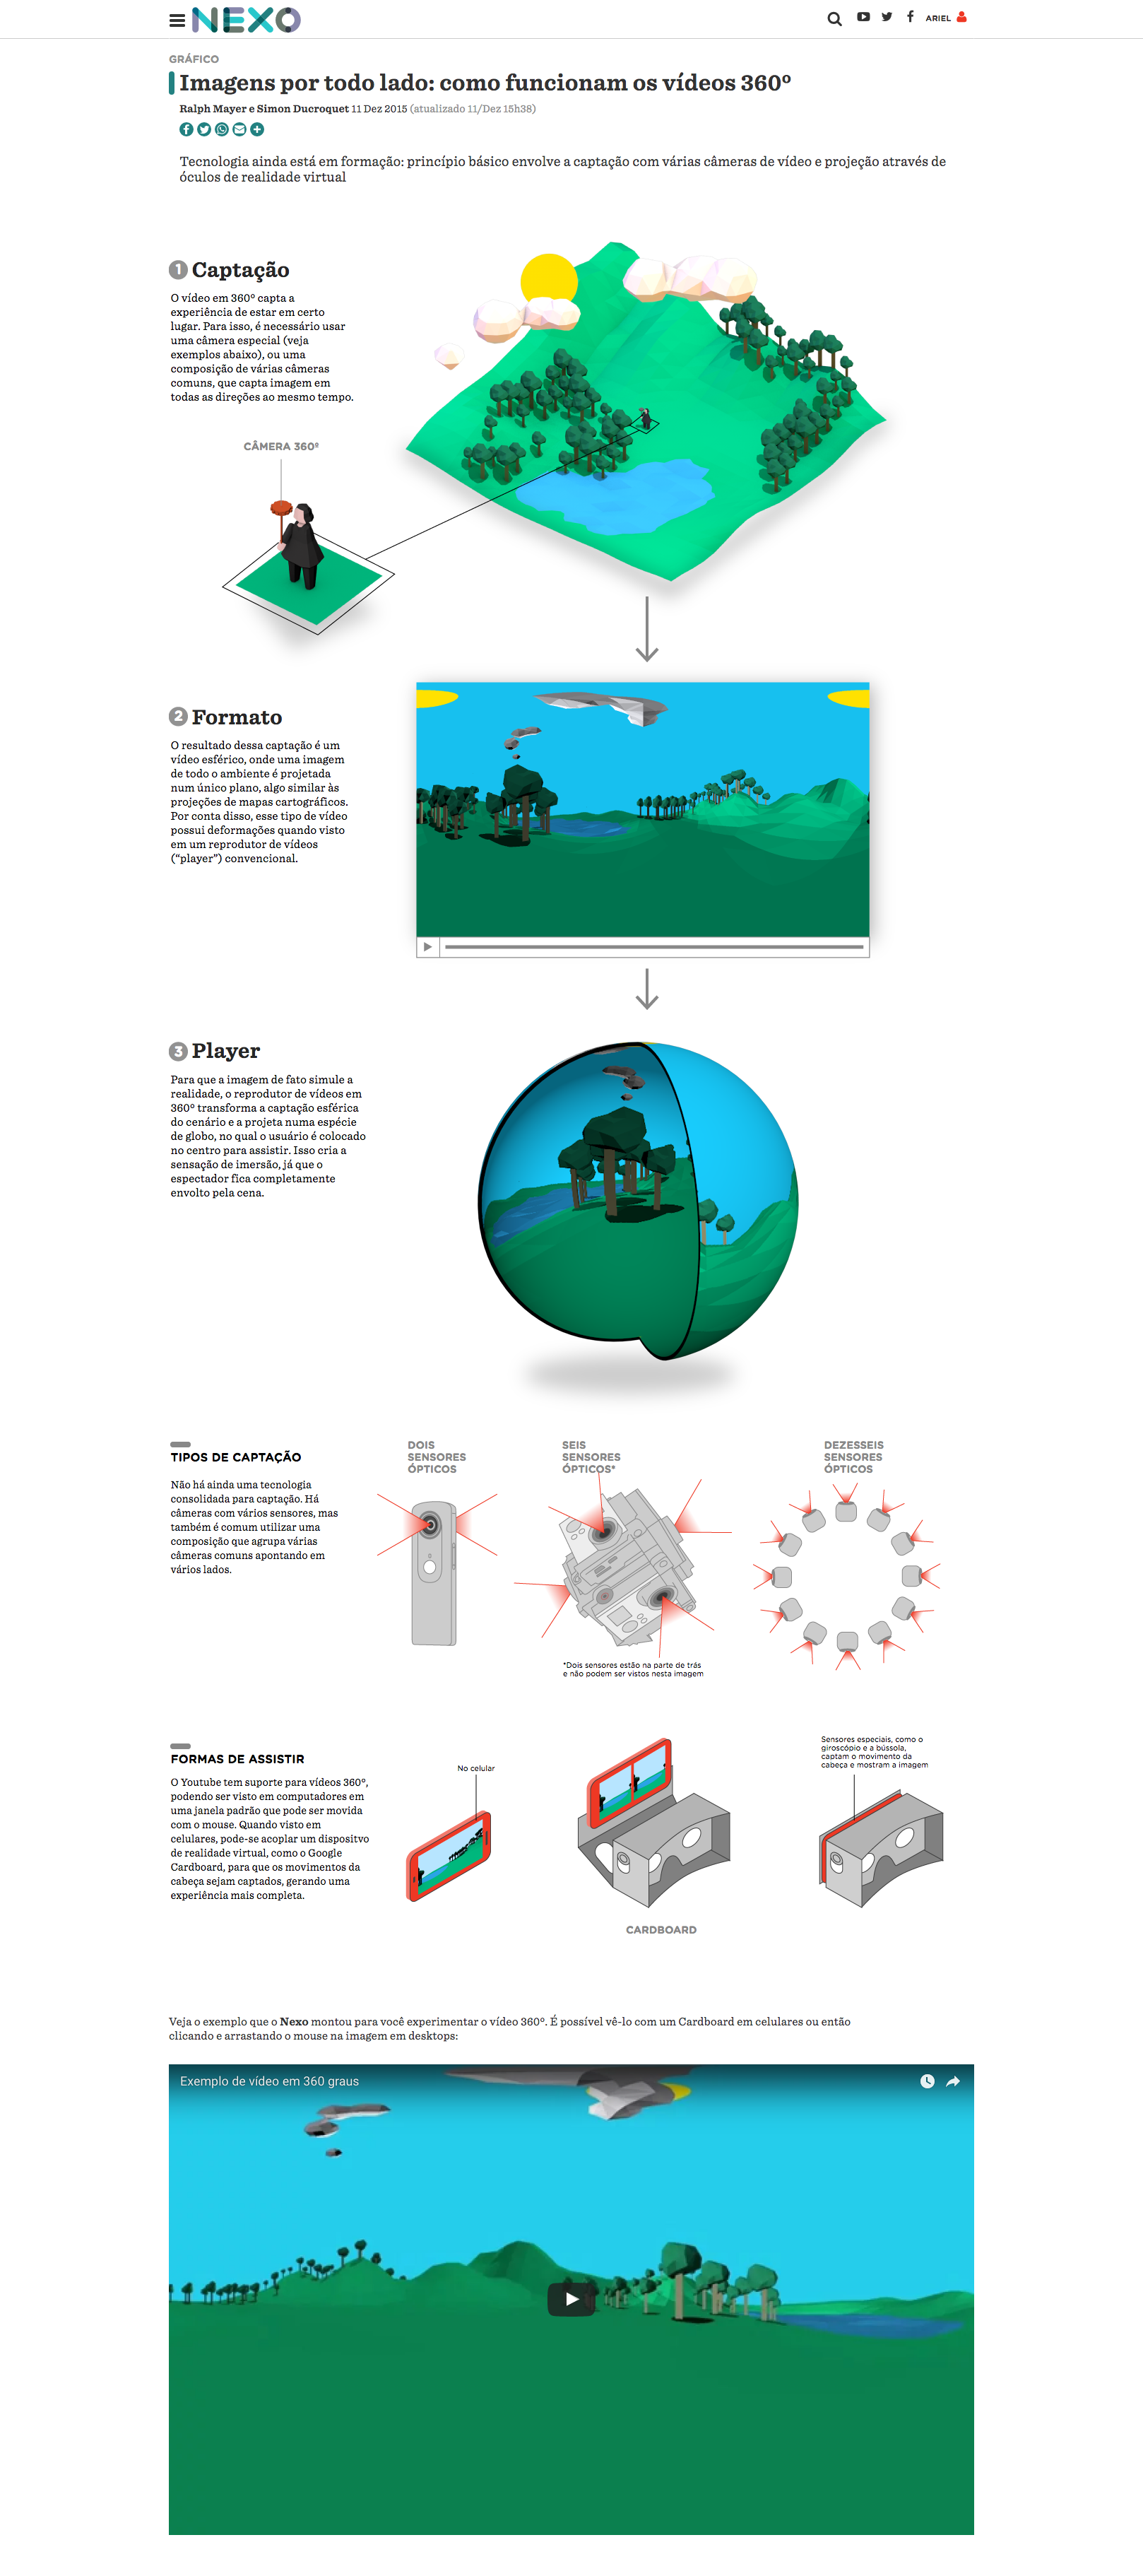 NEXO
ARIEL
GRÁFICO
Imagens por todo lado: como funcionam os vídeos 360º
Ralph Mayer e Simon Ducroquet 11 Dez 2015 (atualizado 11/Dez 15h38)
Tecnologia ainda está em formação: princípio básico envolve a captação com várias câmeras de vídeo e projeção através de
óculos de realidade virtual
1 Captação
O vídeo em 360º capta a
experiência de estar em certo
lugar. Para isso, é necessário usar
uma câmera especial (veja
exemplos abaixo), ou uma
composição de várias câmeras
comuns, que capta imagem em
todas as direções ao mesmo tempo.
CÂMERA 360º
2 Formato
O resultado dessa captação é um
vídeo esférico, onde uma imagem
de todo o ambiente é projetada
num único plano, algo similar às
projeções de mapas cartográficos.
Por conta disso, esse tipo de vídeo
possui deformações quando visto
em um reprodutor de vídeos
(“player”) convencional.
3 Player
Para que a imagem de fato simule a
realidade, o reprodutor de vídeos em
360º transforma a captação esférica
do cenário e a projeta numa espécie
de globo, no qual o usuário é colocado
no centro para assistir. Isso cria a
sensação de imersão, já que o
espectador fica completamente
envolto pela cena.
TIPOS DE CAPTAÇÃO
Não há ainda uma tecnologia
consolidada para captação. Há
câmeras com vários sensores, mas
também é comum utilizar uma
composição que agrupa várias
câmeras comuns apontando em
vários lados.
DOIS
SENSORES
ÓPTICOS
SEIS
SENSORES
ÓPTICOS*
DEZESSEIS
SENSORES
ÓPTICOS
*Dois sensores estão na parte de trás
e não podem ser vistos nesta imagem
FORMAS DE ASSISTIR
O Youtube tem suporte para vídeos 360º,
podendo ser visto em computadores em
uma janela padrão que pode ser movida
com o mouse. Quando visto em
celulares, pode-se acoplar um dispositvo
de realidade virtual, como o Google
Cardboard, para que os movimentos da
cabeça sejam captados, gerando uma
experiência mais completa.
No celular
CARDBOARD
Sensores especiais, como o
giroscópio e a bússola,
captam o movimento da
cabeça e mostram a imagem
Veja o exemplo que o Nexo montou para você experimentar o vídeo 360º. É possível vê-lo com um Cardboard em celulares ou então
clicando e arrastando o mouse na imagem em desktops:
Exemplo de vídeo em 360 graus